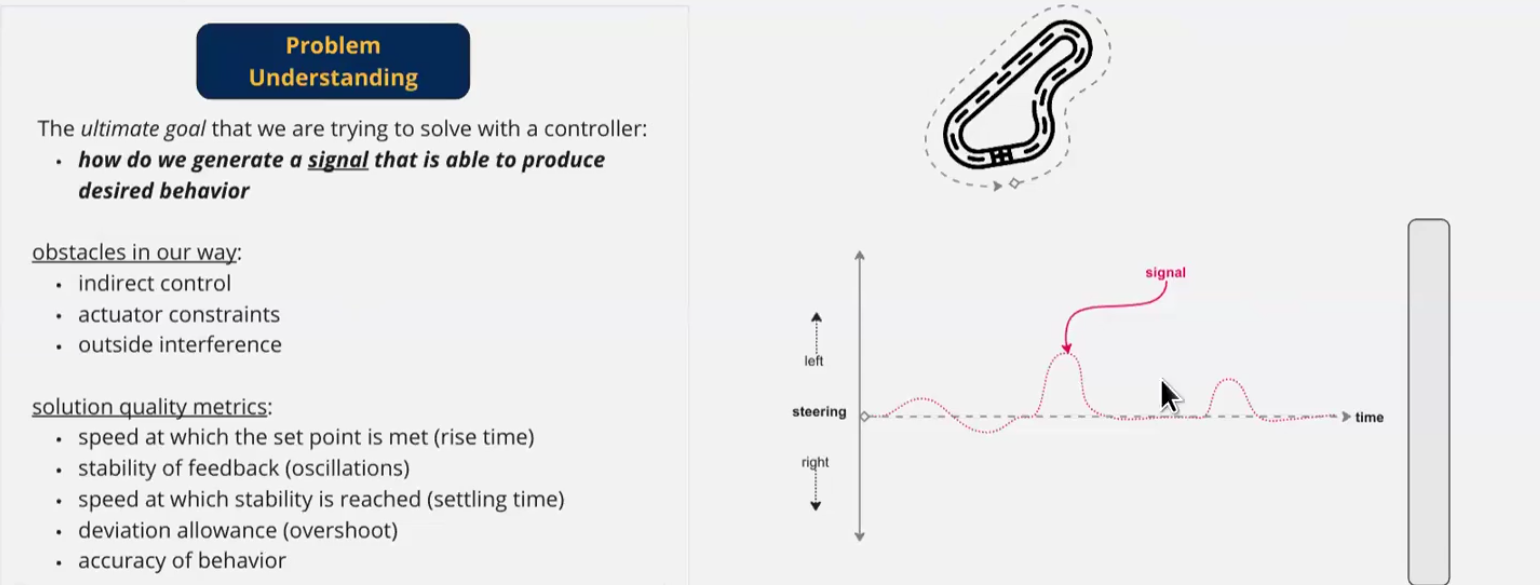 Problem
Understanding
The ultimate goal that we are trying to solve with a controller:
• how do we generate a signal that is able to produce
desired behavior
obstacles in our way:
• indirect control
• actuator constraints
• outside interference
solution quality metrics:
• speed at which the set point is met (rise time)
• stability of feedback (oscillations)
• speed at which stability is reached (settling time)
• deviation allowance (overshoot)
• accuracy of behavior
signal
left
steering
time
right